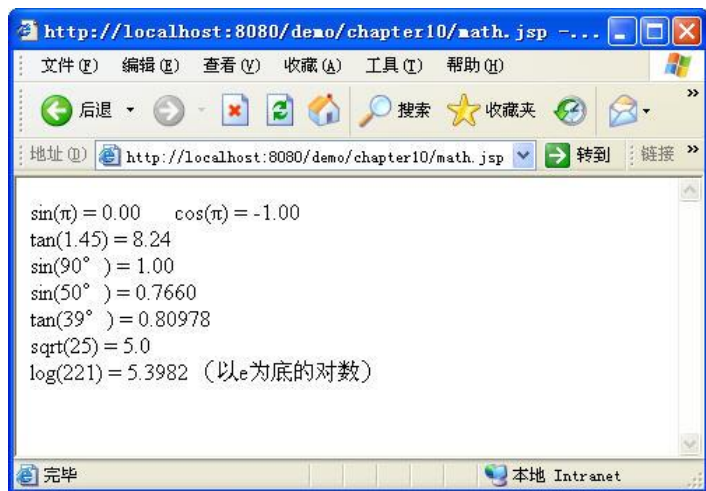 http://localhost:8080/demo/chapter10/math.jsp -...
文件(F) 编辑(E) 查看(V) 收藏(A) 工具(T) 帮助(H)
后退 搜索 收藏夹 »
地址(D) http://localhost:8080/demo/chapter10/math.jsp 转到 链接 »
sin(π) = 0.00 cos(π) = -1.00
tan(1.45) = 8.24
sin(90° ) = 1.00
sin(50° ) = 0.7660
tan(39° ) = 0.80978
sqrt(25) = 5.0
log(221) = 5.3982 （以e为底的对数）
完毕 本地 Intranet